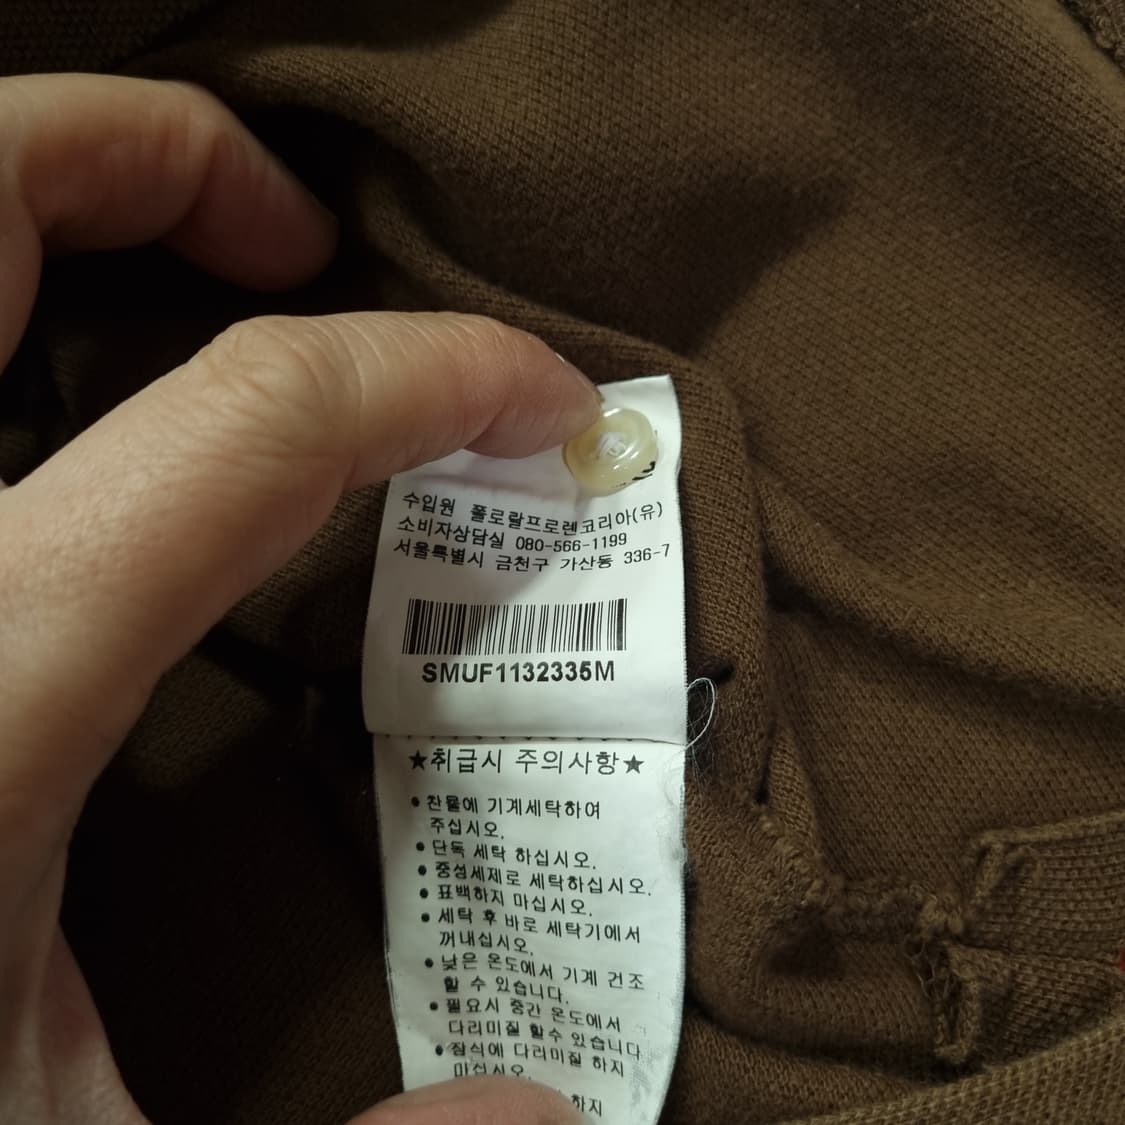 수입원 폴로랄프로렌코리아(유)
소비자상담실 080-566-1199
서울특별시 금천구 가산동 336-7
SMUF1132335M
★취급시 주의사항★
• 찬물에 기계세탁하여
주십시오.
• 단독 세탁 하십시오.
• 중성세제로 세탁하십시오.
• 표백하지 마십시오.
• 세탁 후 바로 세탁기에서
꺼내십시오.
• 낮은 온도에서 기계 건조
할 수 있습니다.
• 필요시 중간 온도에서
다리미질 할수 있습니다
• 장식에 다리미질 하지
마십시오.
하지